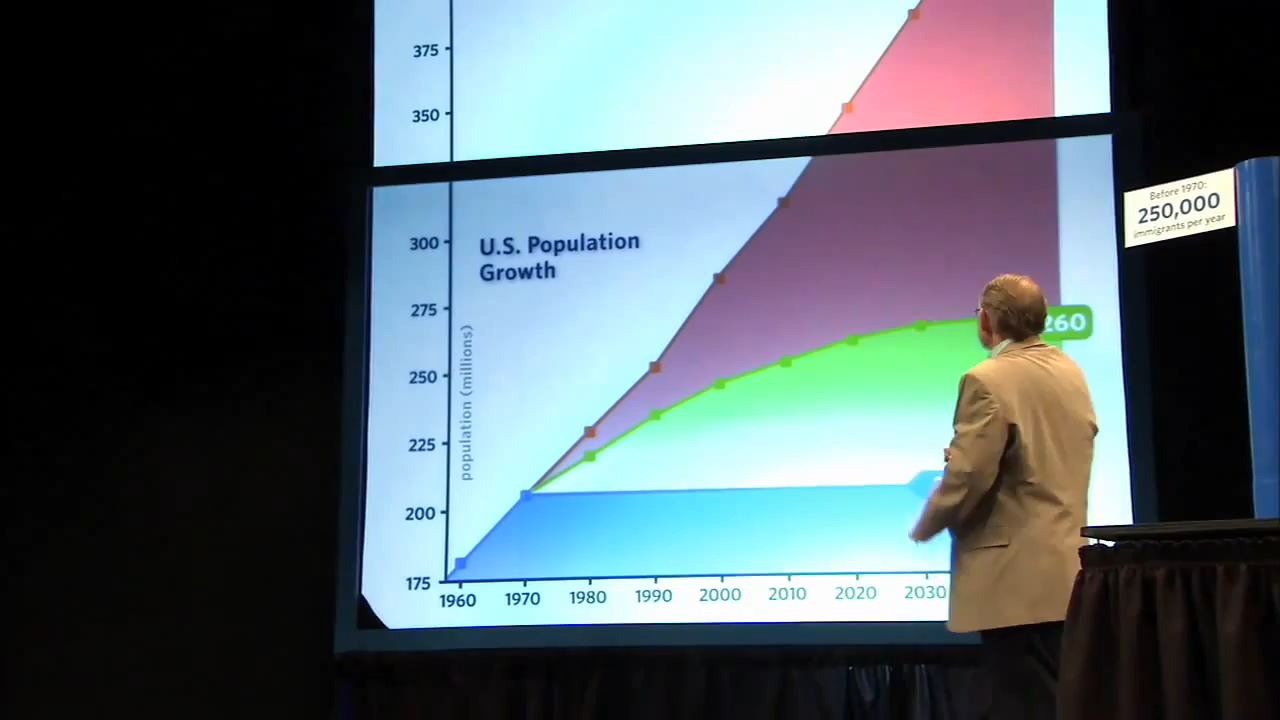 375
350
300
U.S. Population
Growth
275
250
225
200
175
population (millions)
1960 1970 1980 1990 2000 2010 2020 2030
260
Before 1970:
250,000
immigrants per year